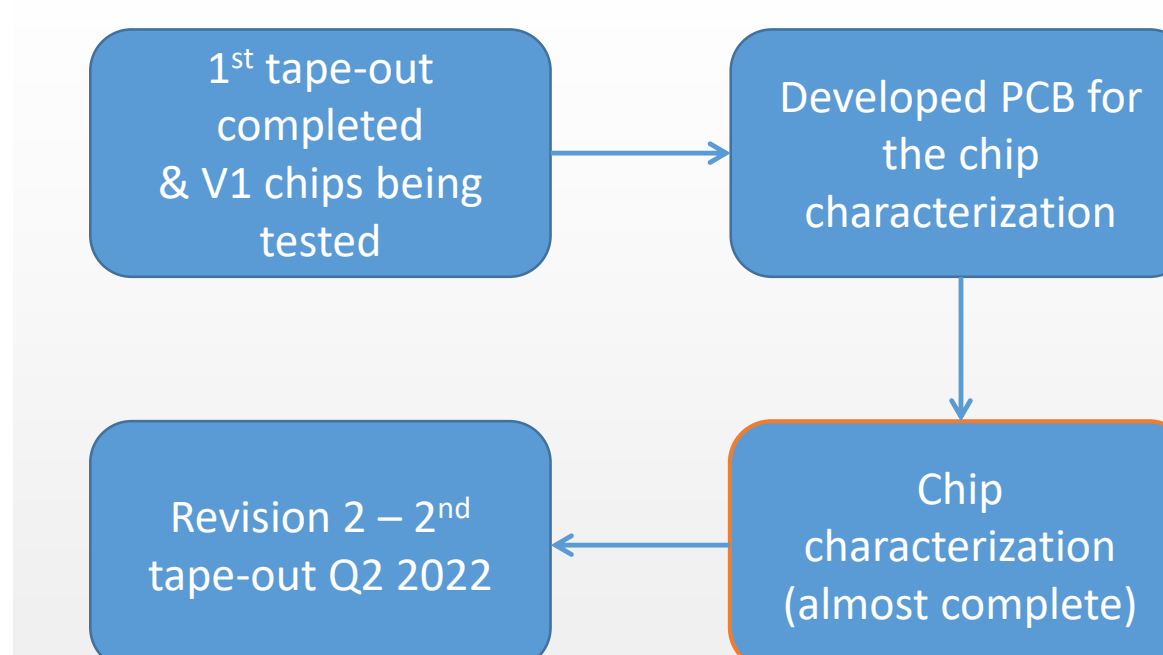 1st tape-out
completed
& V1 chips being
tested
Developed PCB for
the chip
characterization
Chip
characterization
(almost complete)
Revision 2 – 2nd
tape-out Q2 2022